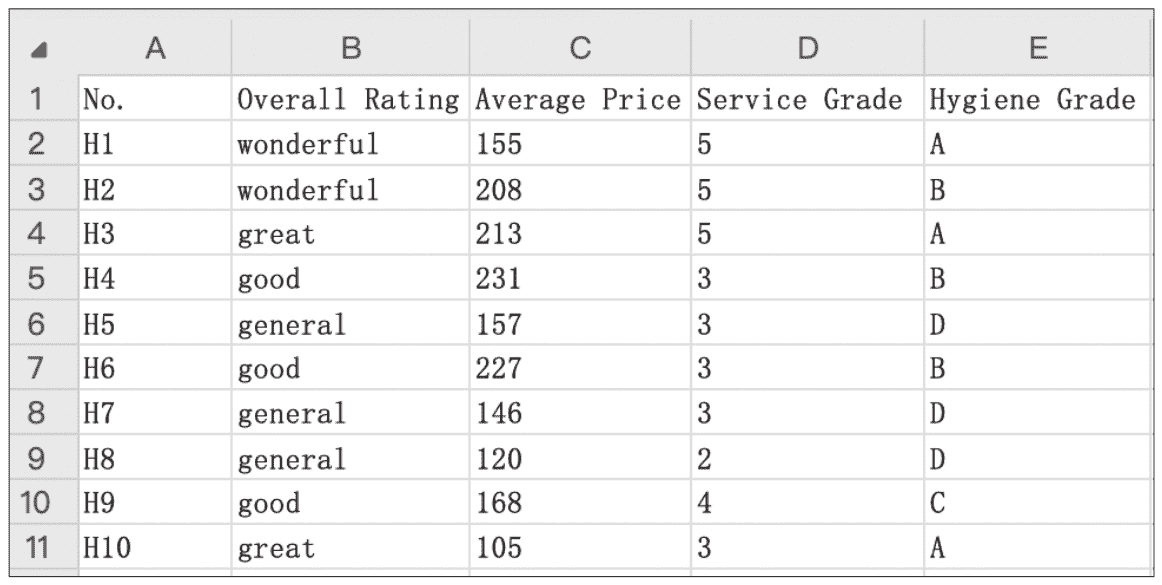 A B C D E
1 No. Overall Rating Average Price Service Grade Hygiene Grade
2 H1 wonderful 155 5 A
3 H2 wonderful 208 5 B
4 H3 great 213 5 A
5 H4 good 231 3 B
6 H5 general 157 3 D
7 H6 good 227 3 B
8 H7 general 146 3 D
9 H8 general 120 2 D
10 H9 good 168 4 C
11 H10 great 105 3 A